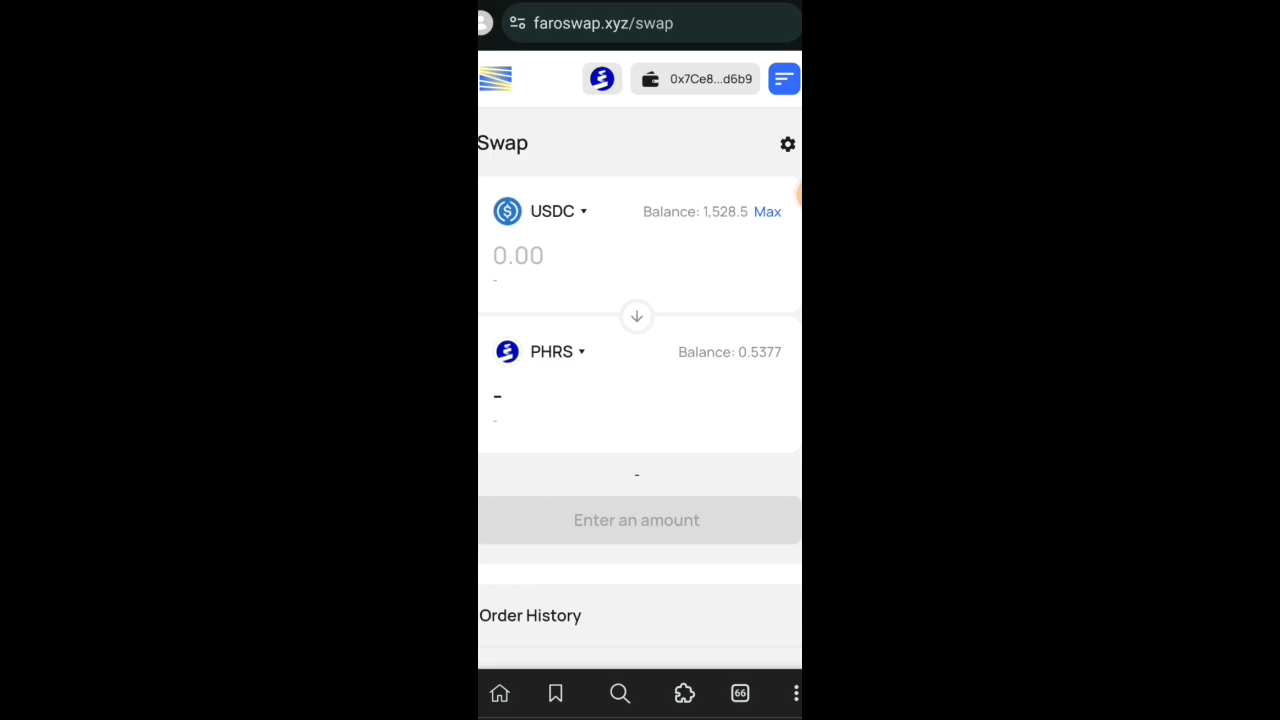 faroswap.xyz/swap
0x7Ce8...d6b9
Swap
USDC Balance: 1,528.5 Max
0.00
-
PHRS Balance: 0.5377
-
-
-
Enter an amount
Order History
66